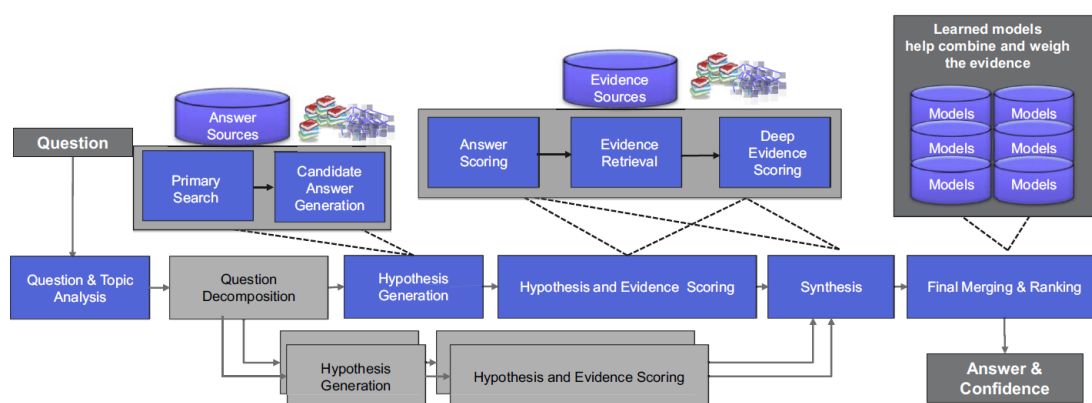 Learned models
help combine and weigh
the evidence
Models Models
Models Models
Models Models
Evidence
Sources
Answer
Sources
Question
Primary
Search
Candidate
Answer
Generation
Answer
Scoring
Evidence
Retrieval
Deep
Evidence
Scoring
Question & Topic
Analysis
Question
Decomposition
Hypothesis
Generation
Hypothesis and Evidence Scoring
Synthesis
Final Merging & Ranking
Hypothesis
Generation
Hypothesis and Evidence Scoring
Answer &
Confidence